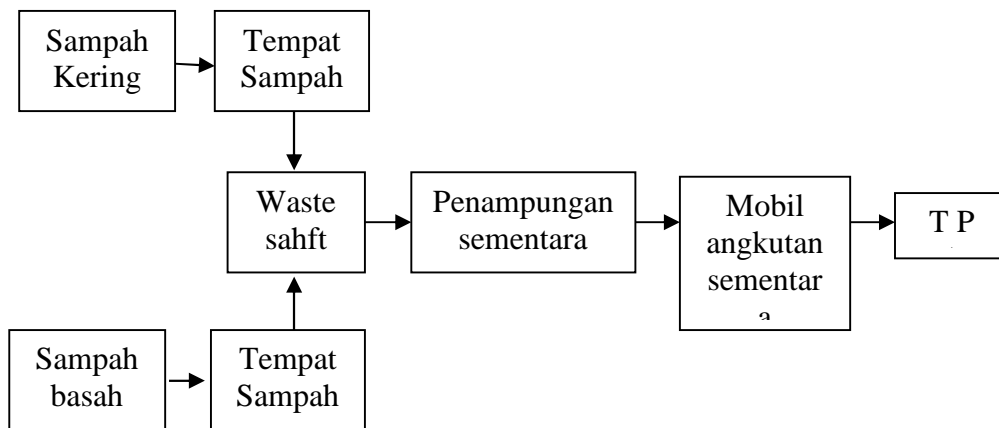 Sampah
Kering
Tempat
Sampah
Waste
sahft
Penampungan
sementara
Mobil
angkutan
sementar
a
T P
Sampah
basah
Tempat
Sampah